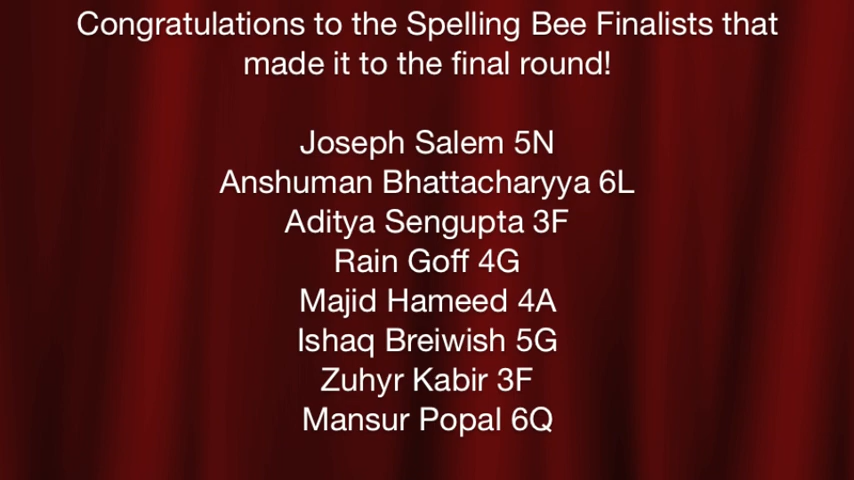 Congratulations to the Spelling Bee Finalists that
made it to the final round!
Joseph Salem 5N
Anshuman Bhattacharyya 6L
Aditya Sengupta 3F
Rain Goff 4G
Majid Hameed 4A
Ishaq Breiwish 5G
Zuhyr Kabir 3F
Mansur Popal 6Q